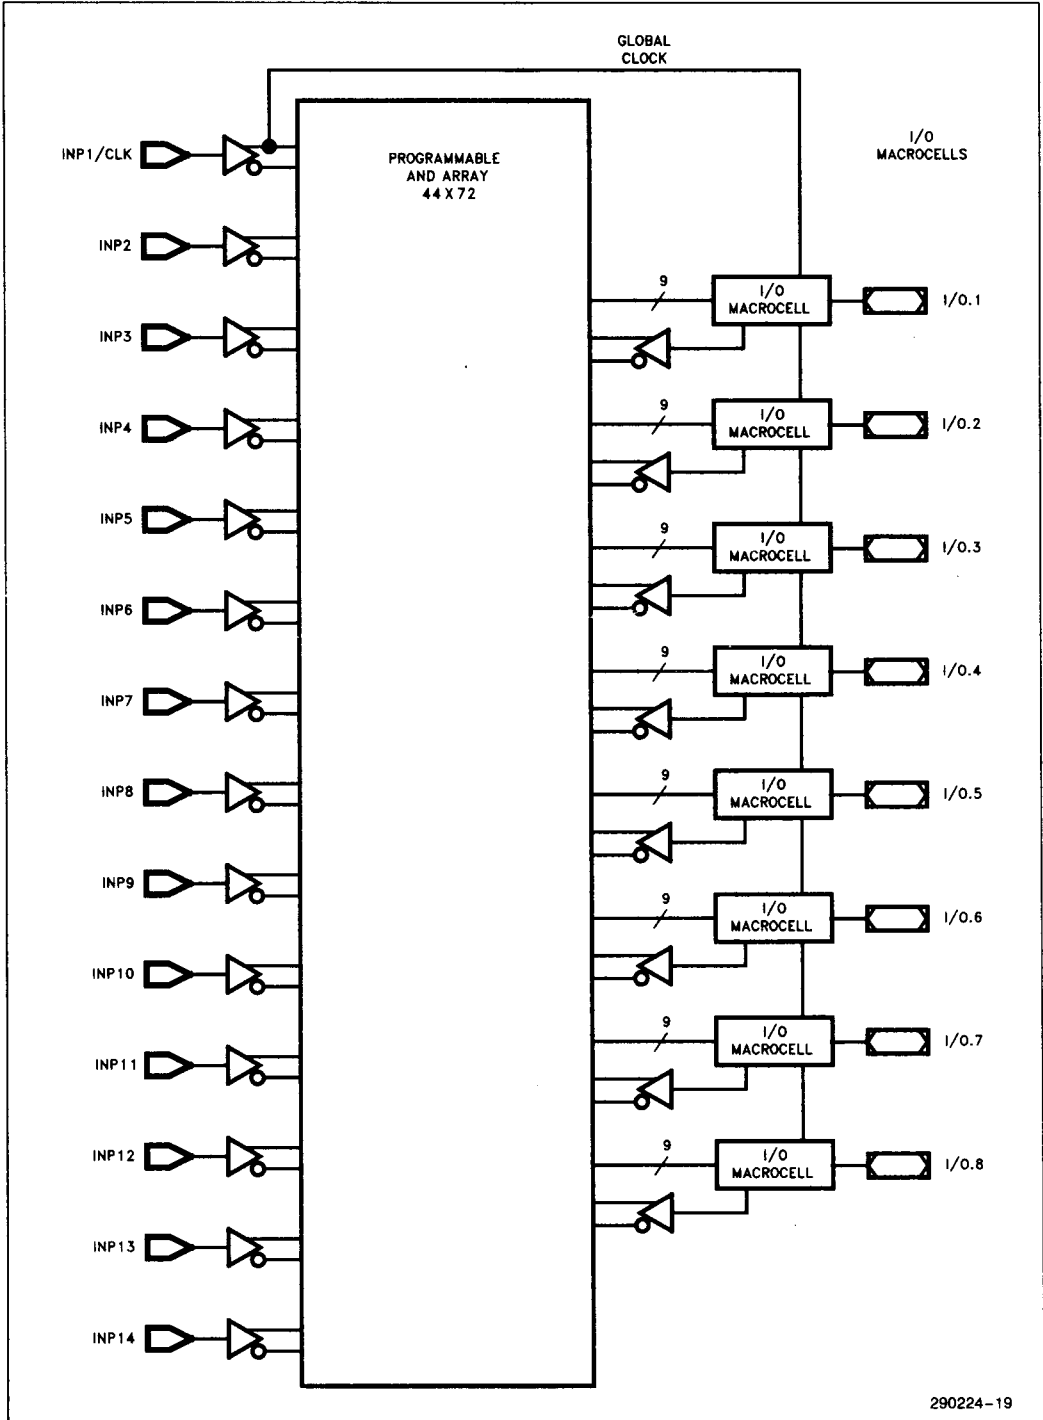 GLOBAL
CLOCK
INP1/CLK
PROGRAMMABLE
AND ARRAY
44X72
I/O
MACROCELLS
INP2
INP3
INP4
INP5
INP6
INP7
INP8
INP9
INP10
INP11
INP12
INP13
INP14
9
I/O
MACROCELL
I/O.1
9
I/O
MACROCELL
I/O.2
9
I/O
MACROCELL
I/O.3
9
I/O
MACROCELL
I/O.4
9
I/O
MACROCELL
I/O.5
9
I/O
MACROCELL
I/O.6
9
I/O
MACROCELL
I/O.7
9
I/O
MACROCELL
I/O.8
290224-19